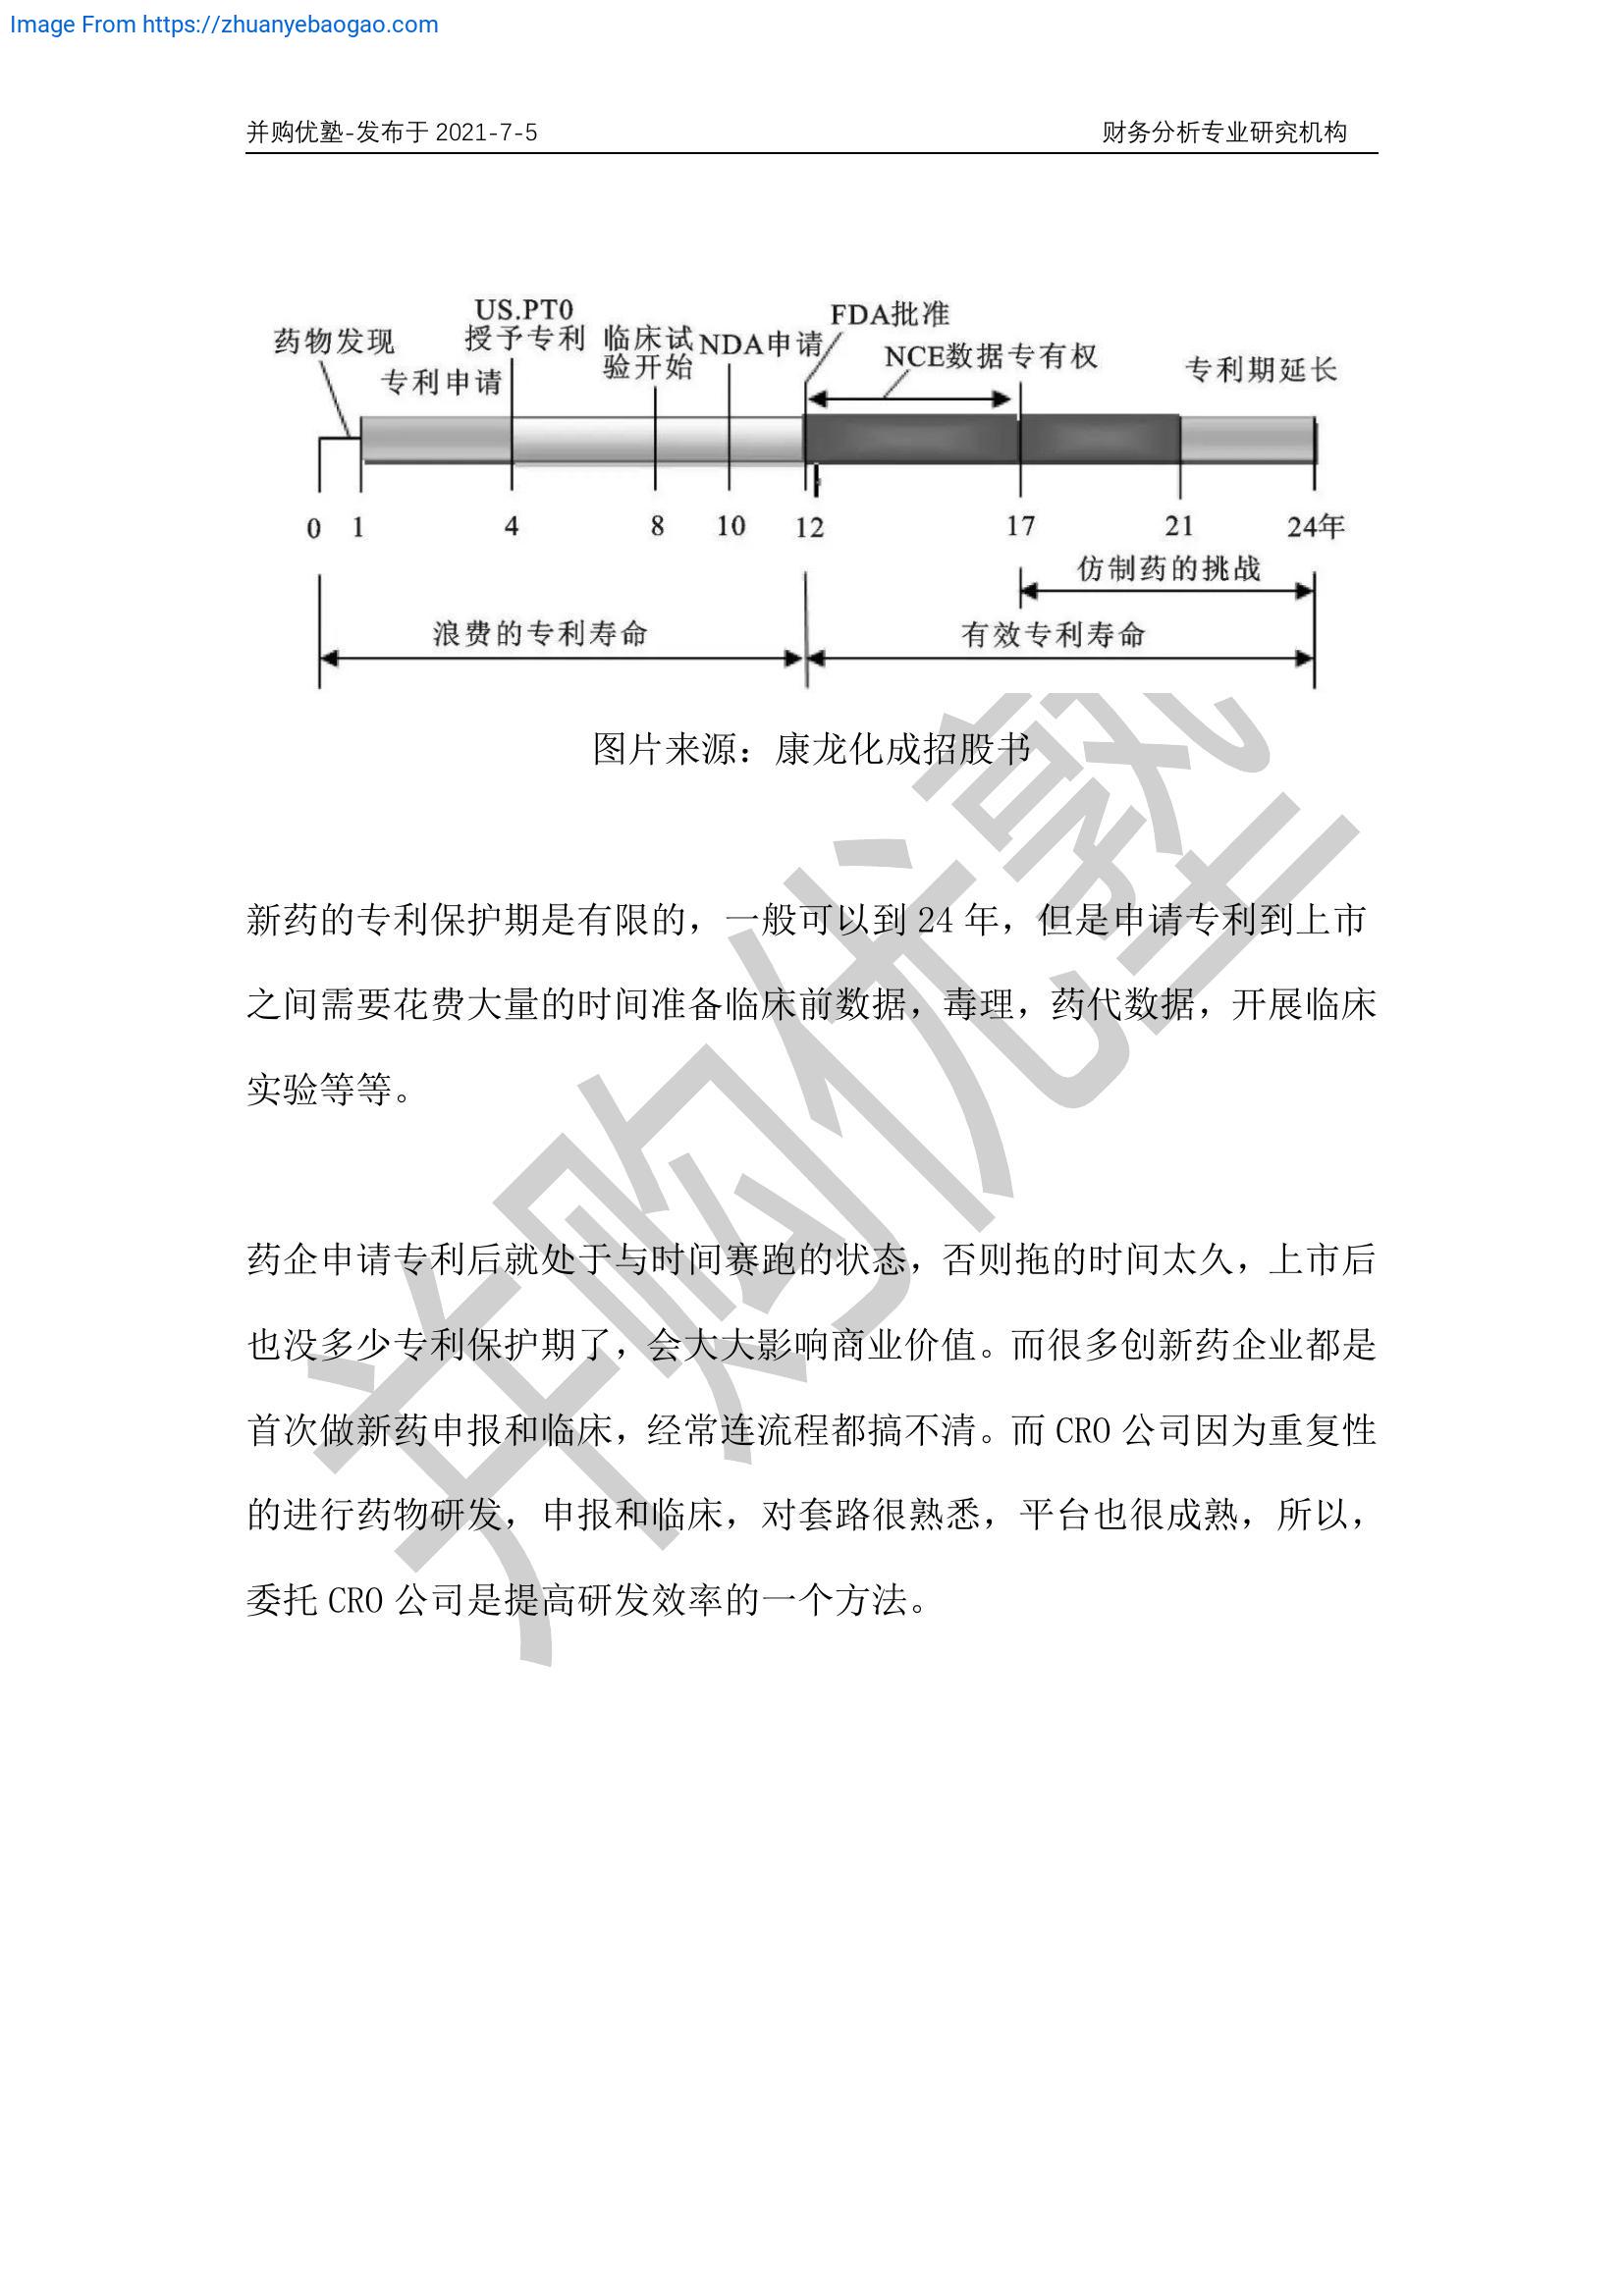 Image From https://zhuanyebaogao.com
并购优塾-发布于 2021-7-5 财务分析专业研究机构
US.PT0
FDA批准
药物发现 授予专利 临床试 NDA申请
验开始 NCE数据专有权 专利期延长
专利申请
0 1 4 8 10 12 17 21 24年
仿制药的挑战
浪费的专利寿命 有效专利寿命
图片来源：康龙化成招股书
新药的专利保护期是有限的，一般可以到 24 年，但是申请专利到上市
之间需要花费大量的时间准备临床前数据，毒理，药代数据，开展临床
实验等等。
药企申请专利后就处于与时间赛跑的状态，否则拖的时间太久，上市后
也没多少专利保护期了，会大大影响商业价值。而很多创新药企业都是
首次做新药申报和临床，经常连流程都搞不清。而 CRO 公司因为重复性
的进行药物研发，申报和临床，对套路很熟悉，平台也很成熟，所以，
委托 CRO 公司是提高研发效率的一个方法。
并购优塾